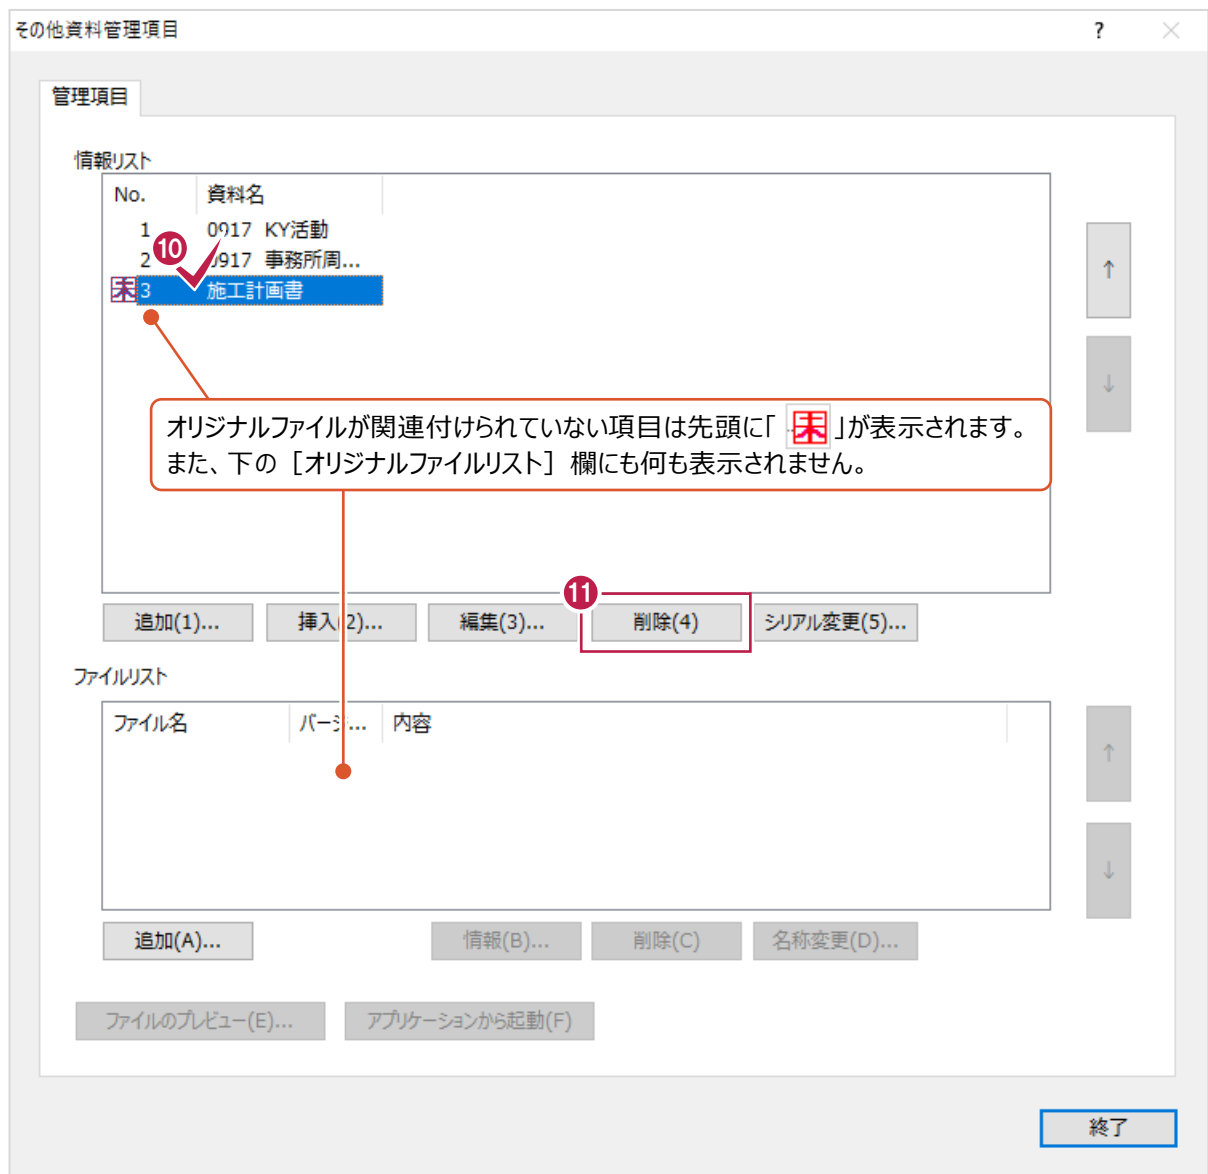 その他資料管理項目
?
管理項目
情報リスト
No. 資料名
1 0917 KY活動
2 0917 事務所周...
未 3 施工計画書
10
↑
↓
オリジナルファイルが関連付けられていない項目は先頭に「 未 」が表示されます。
また、下の［オリジナルファイルリスト］欄にも何も表示されません。
11
追加(1)... 挿入(2)... 編集(3)... 削除(4) シリアル変更(5)...
ファイルリスト
ファイル名 バージ... 内容
↑
↓
追加(A)... 情報(B)... 削除(C) 名称変更(D)...
ファイルのプレビュー(E)... アプリケーションから起動(F)
終了